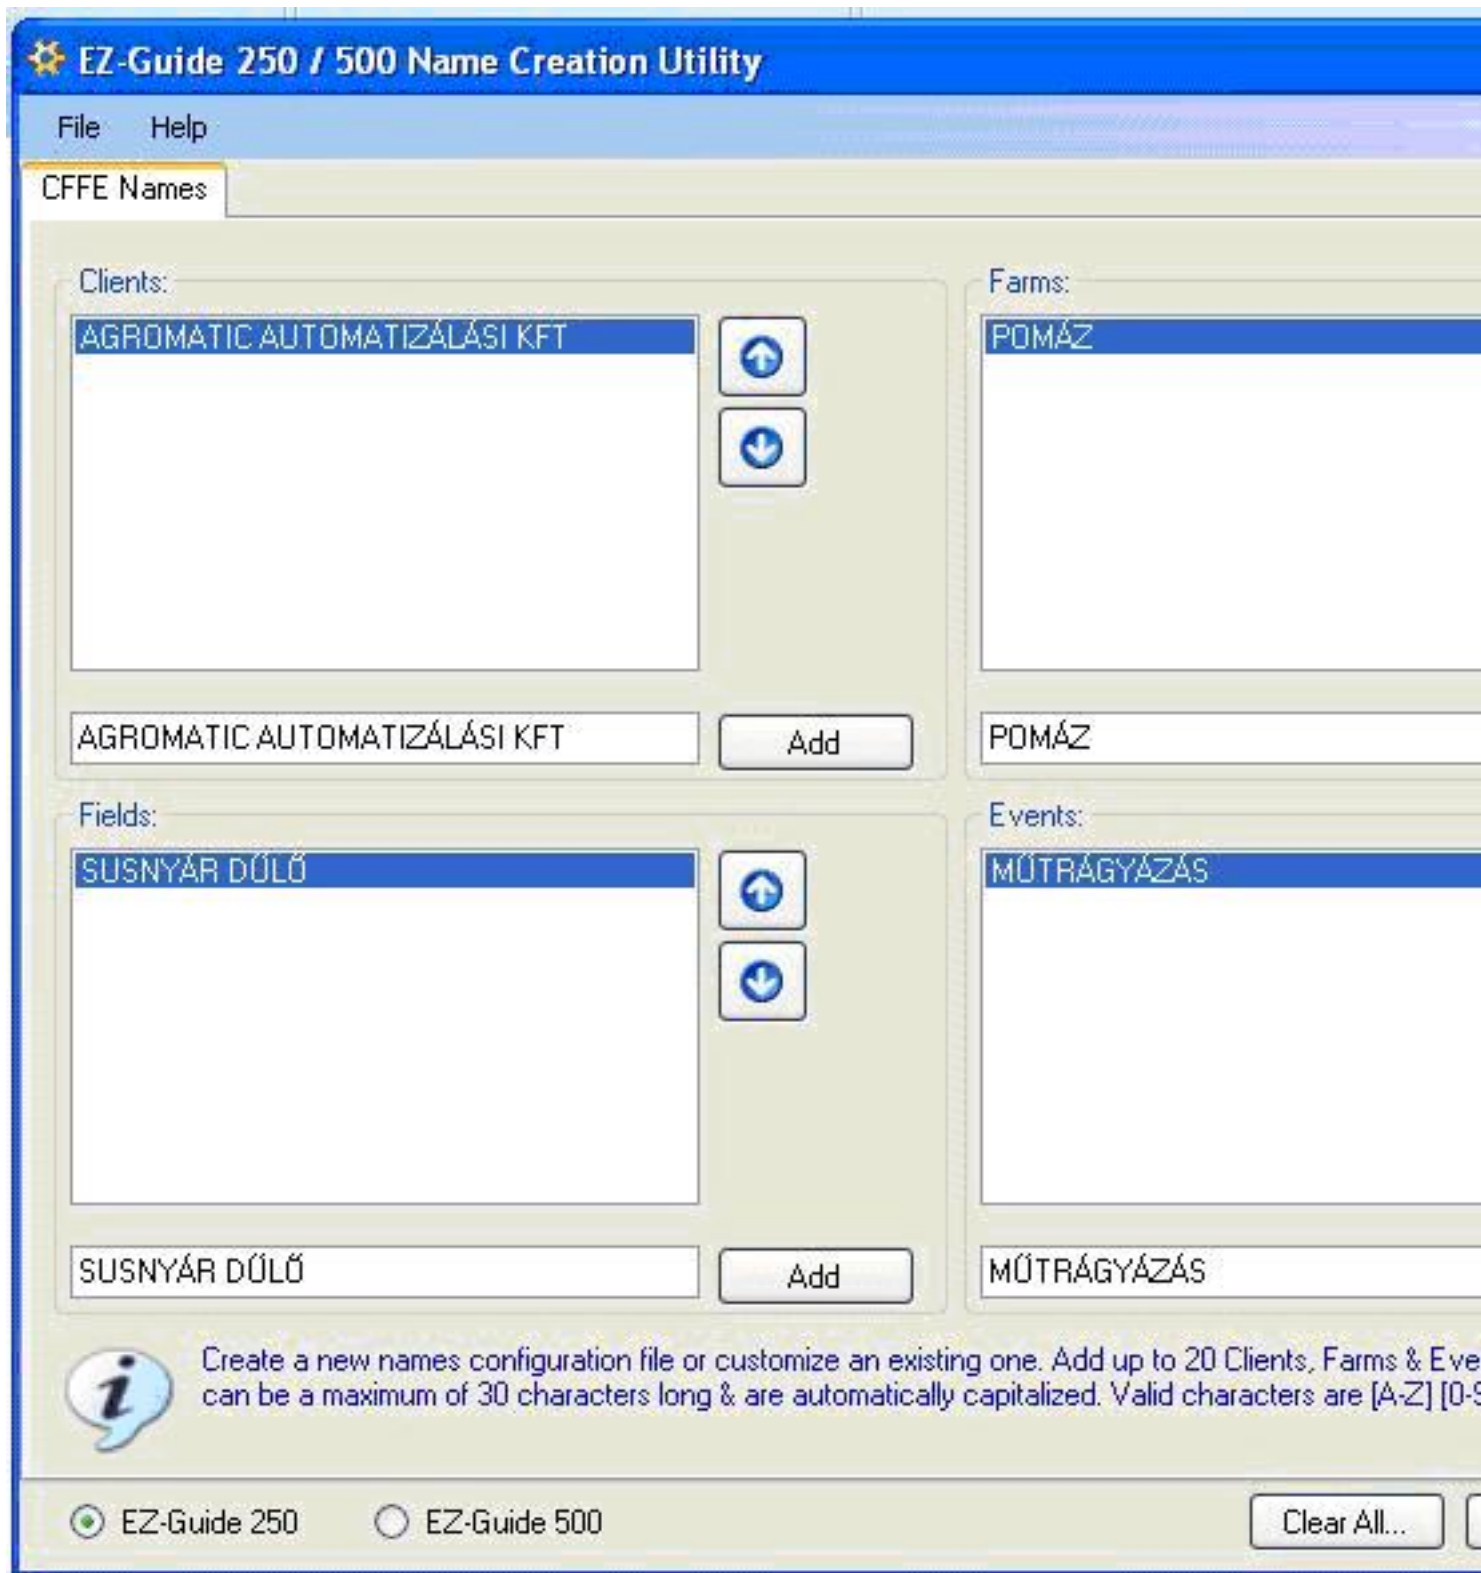 EZ-Guide 250 / 500 Name Creation Utility
File Help
CFFE Names
Clients:
AGROMATIC AUTOMATIZÁLÁSI KFT
AGROMATIC AUTOMATIZÁLÁSI KFT
Add
Farms:
POMÁZ
POMÁZ
Fields:
SUSNYÁR DŰLŐ
SUSNYÁR DŰLŐ
Add
Events:
MŰTRÁGYÁZÁS
MŰTRÁGYÁZÁS
Create a new names configuration file or customize an existing one. Add up to 20 Clients, Farms & Eve
can be a maximum of 30 characters long & are automatically capitalized. Valid characters are [A-Z] [0-
EZ-Guide 250 EZ-Guide 500 Clear All...